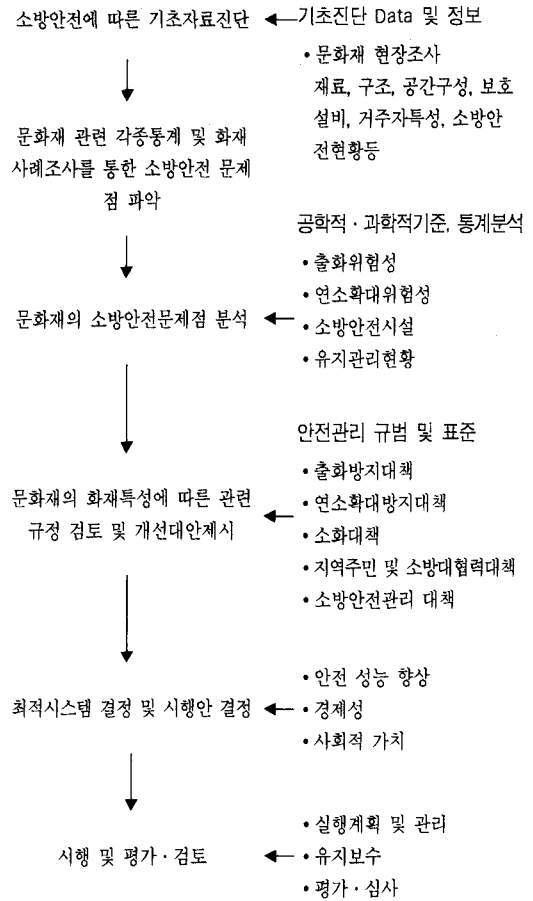 소방안전에 따른 기초자료진단
기초진단 Data 및 정보
• 문화재 현장조사
재료, 구조, 공간구성, 보호
설비, 거주자특성, 소방안
전현황등
문화재 관련 각종통계 및 화재
사례조사를 통한 소방안전 문제
점 파악
공학적 · 과학적기준, 통계분석
• 출화위험성
• 연소확대위험성
• 소방안전시설
• 유지관리현황
문화재의 소방안전문제점 분석
안전관리 규범 및 표준
• 출화방지대책
• 연소확대방지대책
• 소화대책
• 지역주민 및 소방대협력대책
• 소방안전관리 대책
문화재의 화재특성에 따른 관련
규정 검토 및 개선대안제시
최적시스템 결정 및 시행안 결정
• 안전 성능 향상
• 경제성
• 사회적 가치
시행 및 평가 · 검토
• 실행계획 및 관리
• 유지보수
• 평가 · 심사